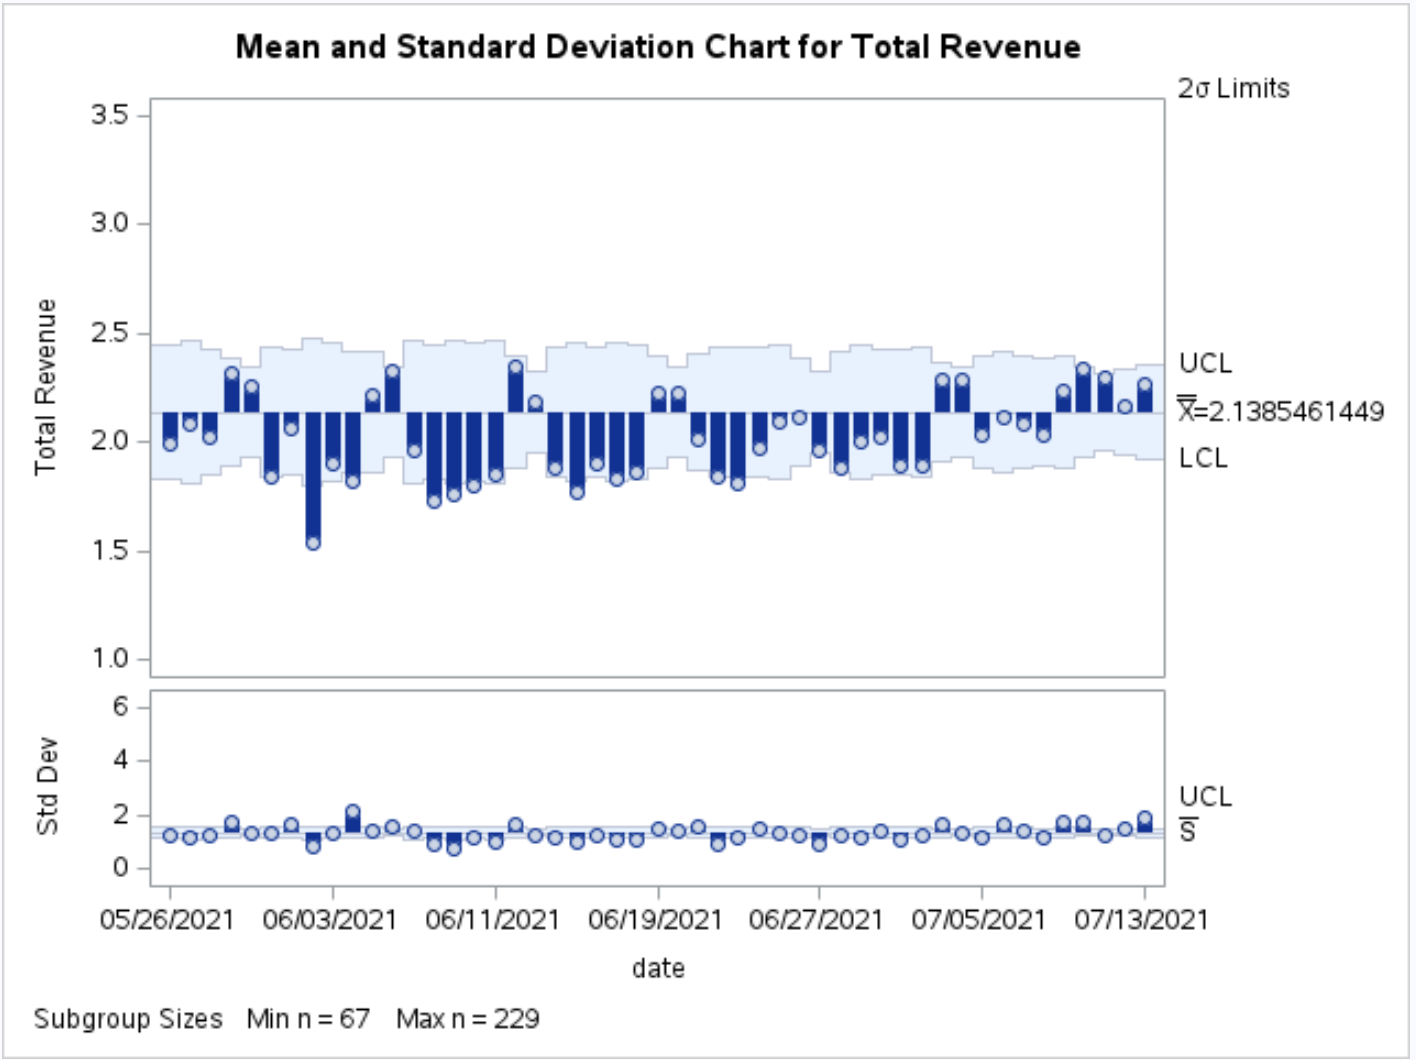 Mean and Standard Deviation Chart for Total Revenue
2σ Limits
3.5
3.0
2.5
2.0
1.5
1.0
Total Revenue
UCL
X̿=2.1385461449
LCL
6
4
2
0
Std Dev
UCL
S̅
05/26/2021 06/03/2021 06/11/2021 06/19/2021 06/27/2021 07/05/2021 07/13/2021
date
Subgroup Sizes Min n = 67 Max n = 229